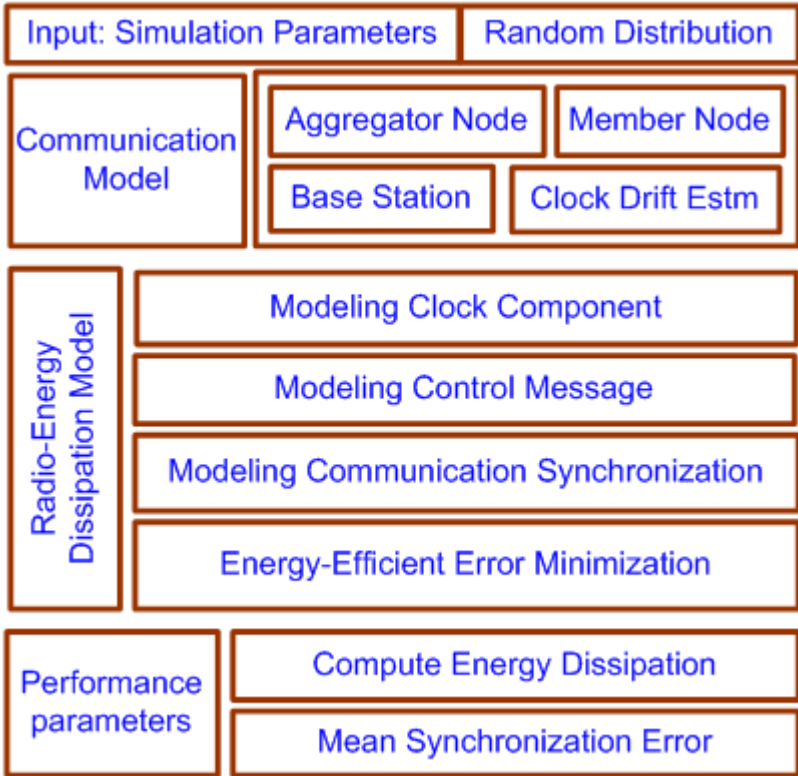 Input: Simulation Parameters
Random Distribution
Communication
Model
Aggregator Node
Member Node
Base Station
Clock Drift Estm
Radio-Energy
Dissipation Model
Modeling Clock Component
Modeling Control Message
Modeling Communication Synchronization
Energy-Efficient Error Minimization
Performance
parameters
Compute Energy Dissipation
Mean Synchronization Error